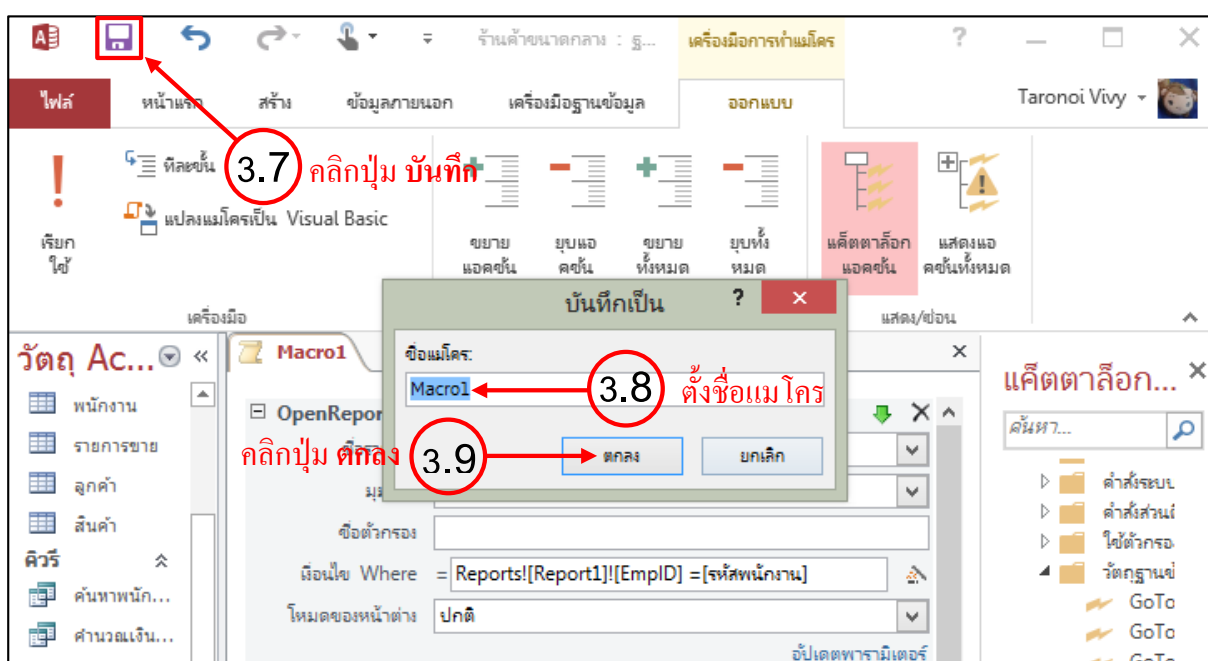 ร้านค้าขนาดกลาง : ฐ...
เครื่องมือการทำแมโคร
?
ไฟล์
หน้าแรก
สร้าง
ข้อมูลภายนอก
เครื่องมือฐานข้อมูล
ออกแบบ
Taronoi Vivy
ทีละขั้น
3.7 คลิกปุ่ม บันทึก
แปลงแมโครเป็น Visual Basic
เรียก
ใช้
ขยาย
แอคชั่น
ยุบแอ
คชั่น
ขยาย
ทั้งหมด
ยุบทั้ง
หมด
แค็ตตาล็อก
แอคชั่น
แสดงแอ
คชั่นทั้งหมด
เครื่องมือ
แสดง/ซ่อน
บันทึกเป็น
?
ชื่อแมโคร:
Macro1
3.8 ตั้งชื่อแมโคร
คลิกปุ่ม ตกลง 3.9
ตกลง
ยกเลิก
วัตถุ Ac...
พนักงาน
รายการขาย
ลูกค้า
สินค้า
คิวรี
ค้นหาพนัก...
คำนวณเงิน...
Macro1
OpenRepor
ชื่อตัวกรอง
เงื่อนไข Where = Reports![Report1]![EmpID] =[รหัสพนักงาน]
โหมดของหน้าต่าง ปกติ
อัปเดตพารามิเตอร์
แค็ตตาล็อก...
ค้นหา...
คำสั่งระบบ
คำสั่งส่วน
ใช้ตัวกรอ
วัตถุฐานข
GoTo
GoTo
GoTo